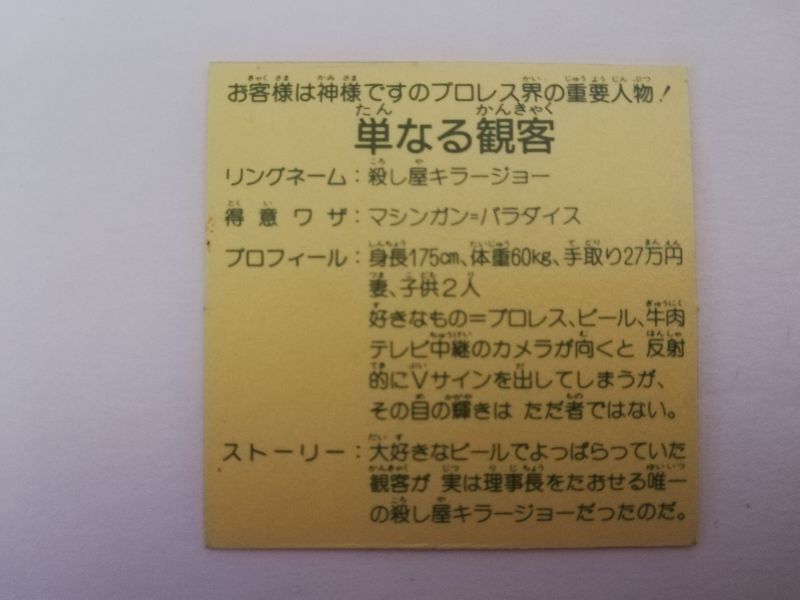 お客様は神様ですのプロレス界の重要人物!
単なる観客
リングネーム：殺し屋キラージョー
得意ワザ：マシンガン=パラダイス
プロフィール：身長175cm、体重60kg、手取り27万円
妻、子供2人
好きなもの=プロレス、ビール、牛肉
テレビ中継のカメラが向くと 反射
的にVサインを出してしまうが、
その目の輝きは ただ者ではない。
ストーリー：大好きなビールでよっぱらっていた
観客が 実は理事長をたおせる唯一
の殺し屋キラージョーだったのだ。